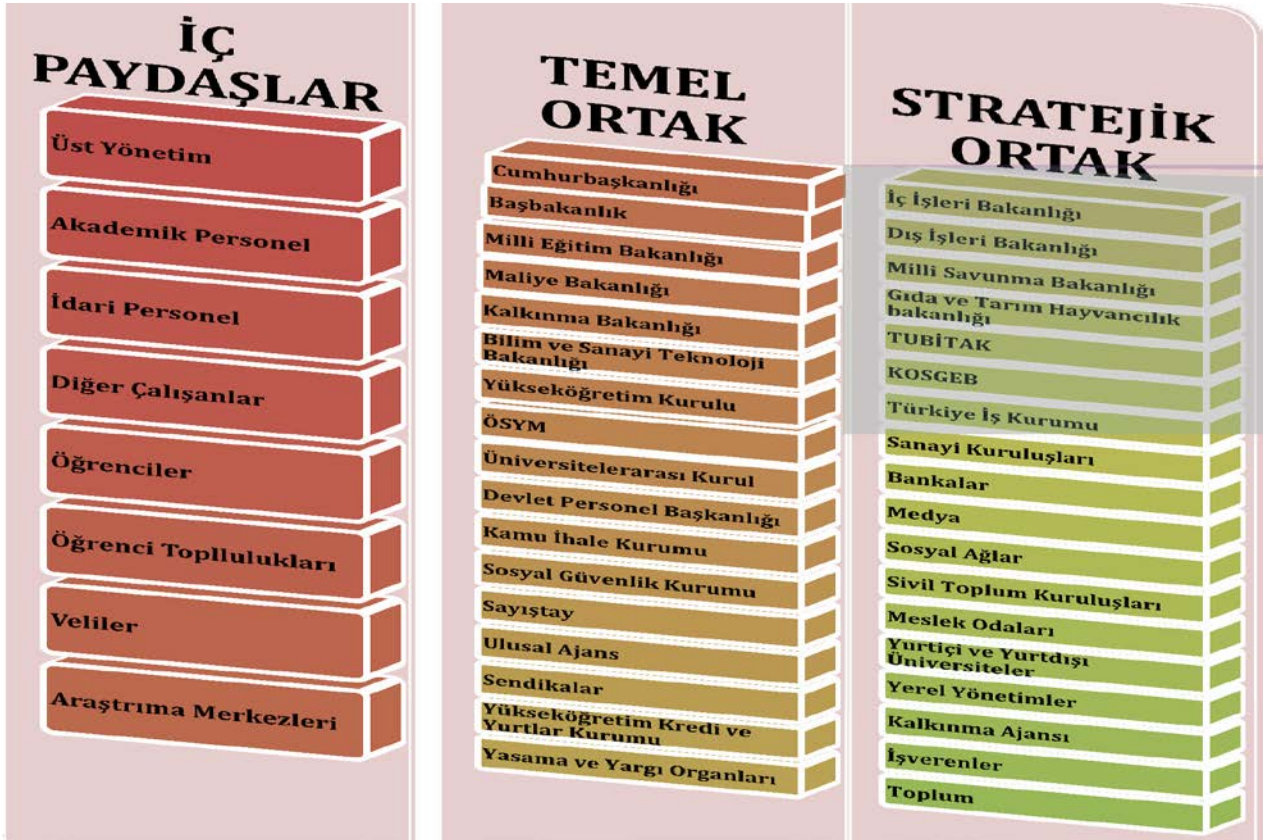 İÇ
PAYDAŞLAR
Üst Yönetim
Akademik Personel
İdari Personel
Diğer Çalışanlar
Öğrenciler
Öğrenci Topllulukları
Veliler
Araştrıma Merkezleri
TEMEL
ORTAK
Cumhurbaşkanlığı
Başbakanlık
Milli Eğitim Bakanlığı
Maliye Bakanlığı
Kalkınma Bakanlığı
Bilim ve Sanayi Teknoloji
Bakanlığı
Yükseköğretim Kurulu
ÖSYM
Üniversitelerarası Kurul
Devlet Personel Başkanlığı
Kamu İhale Kurumu
Sosyal Güvenlik Kurumu
Sayıştay
Ulusal Ajans
Sendikalar
Yükseköğretim Kredi ve
Yurtlar Kurumu
Yasama ve Yargı Organları
STRATEJİK
ORTAK
İç İşleri Bakanlığı
Dış İşleri Bakanlığı
Milli Savunma Bakanlığı
Gıda ve Tarım Hayvancılık
bakanlığı
TUBİTAK
KOSGEB
Türkiye İş Kurumu
Sanayi Kuruluşları
Bankalar
Medya
Sosyal Ağlar
Sivil Toplum Kuruluşları
Meslek Odaları
Yurtiçi ve Yurtdışı
Üniversiteler
Yerel Yönetimler
Kalkınma Ajansı
İşverenler
Toplum